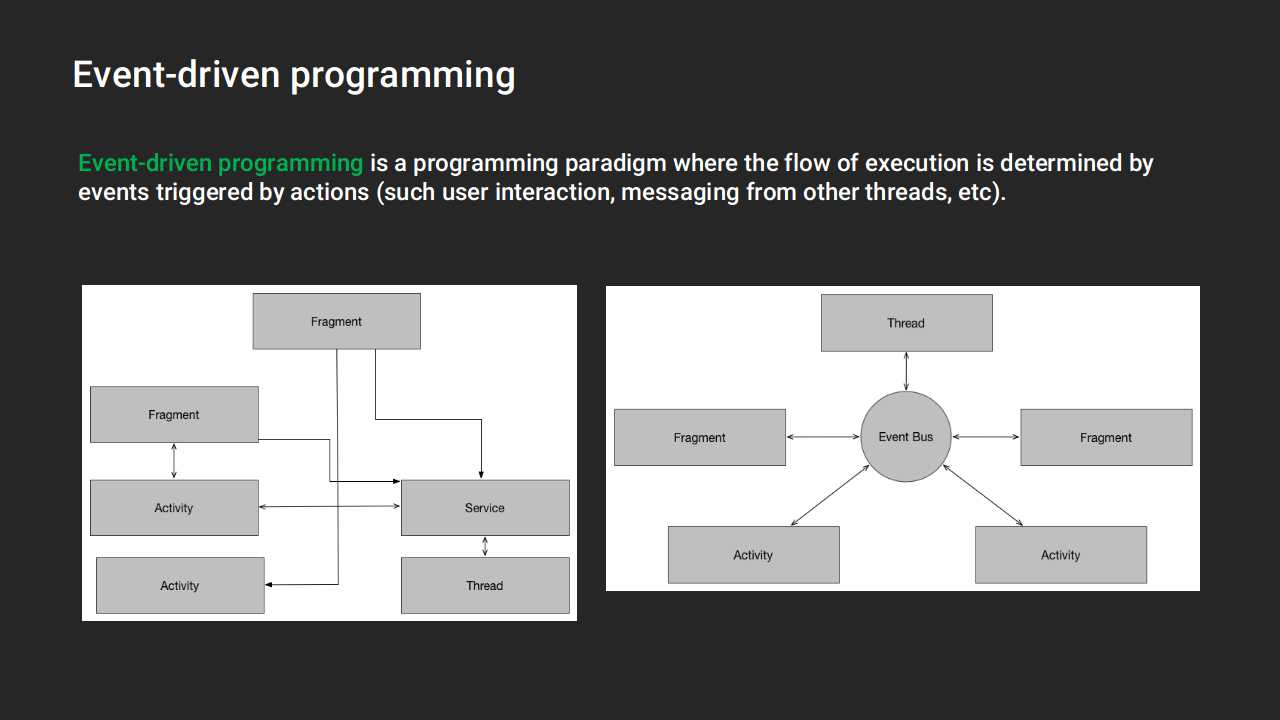 Event-driven programming
Event-driven programming is a programming paradigm where the flow of execution is determined by
events triggered by actions (such user interaction, messaging from other threads, etc).
Fragment
Fragment
Activity
Service
Activity
Thread
Thread
Fragment
Event Bus
Fragment
Activity
Activity